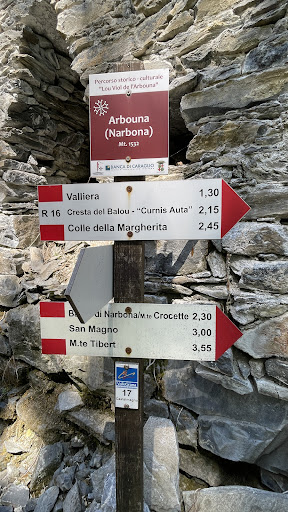 Percorso storico - culturale
"Lou Viol de l'Arbouna"
Arbouna
(Narbona)
Mt. 1532
BANCA DI CARAGLIO
Valliera 1,30
R 16 Cresta del Balou - "Curnis Auta" 2,15
Colle della Margherita 2,45
di Narbona/M.te Crocette 2,30
San Magno 3,00
M.te Tibert 3,55
17